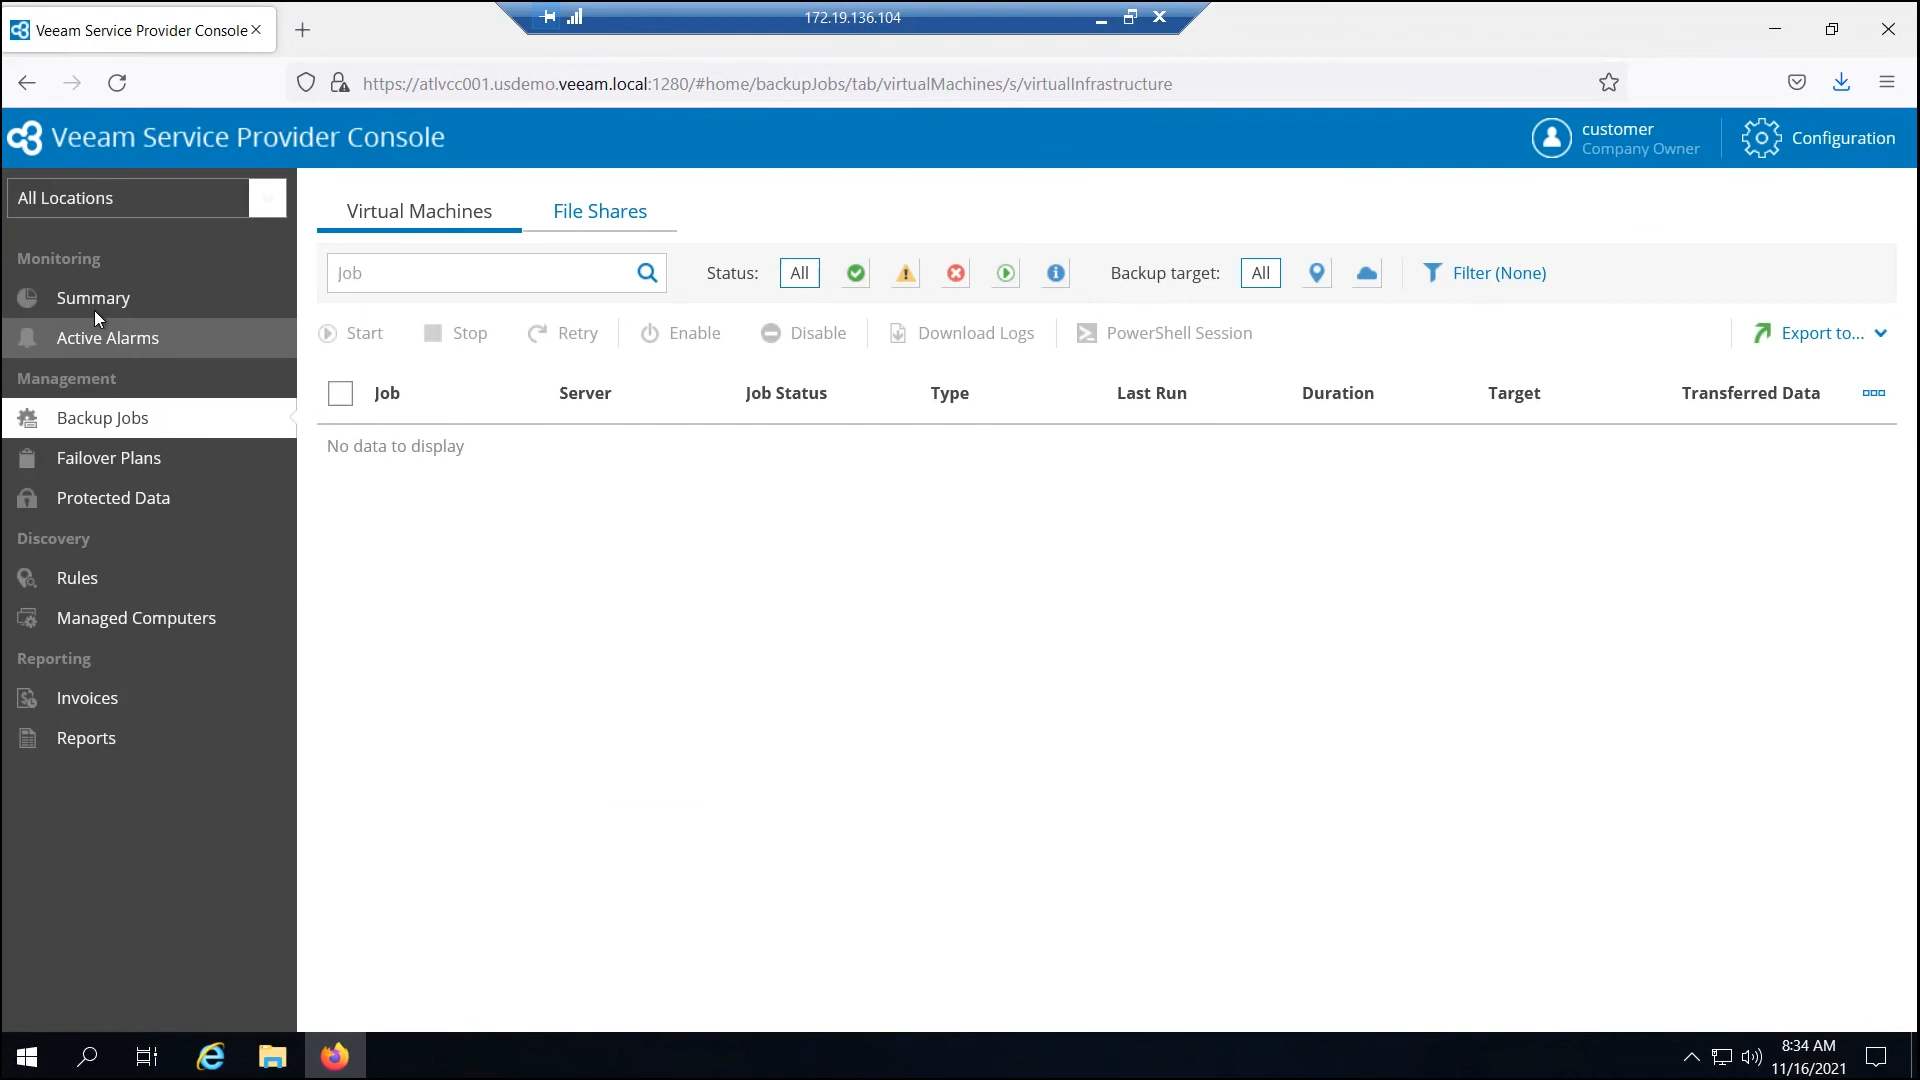 Veeam Service Provider Console
172.19.136.104
https://atlvcc001.usdemo.veeam.local:1280/#home/backupJobs/tab/virtualMachines/s/virtualInfrastructure
Veeam Service Provider Console
customer
Company Owner
Configuration
All Locations
Monitoring
Summary
Active Alarms
Management
Backup Jobs
Failover Plans
Protected Data
Discovery
Rules
Managed Computers
Reporting
Invoices
Reports
Virtual Machines File Shares
Job Status: All Backup target: All Filter (None)
Start Stop Retry Enable Disable Download Logs PowerShell Session Export to...
Job Server Job Status Type Last Run Duration Target Transferred Data
No data to display
8:34 AM
11/16/2021